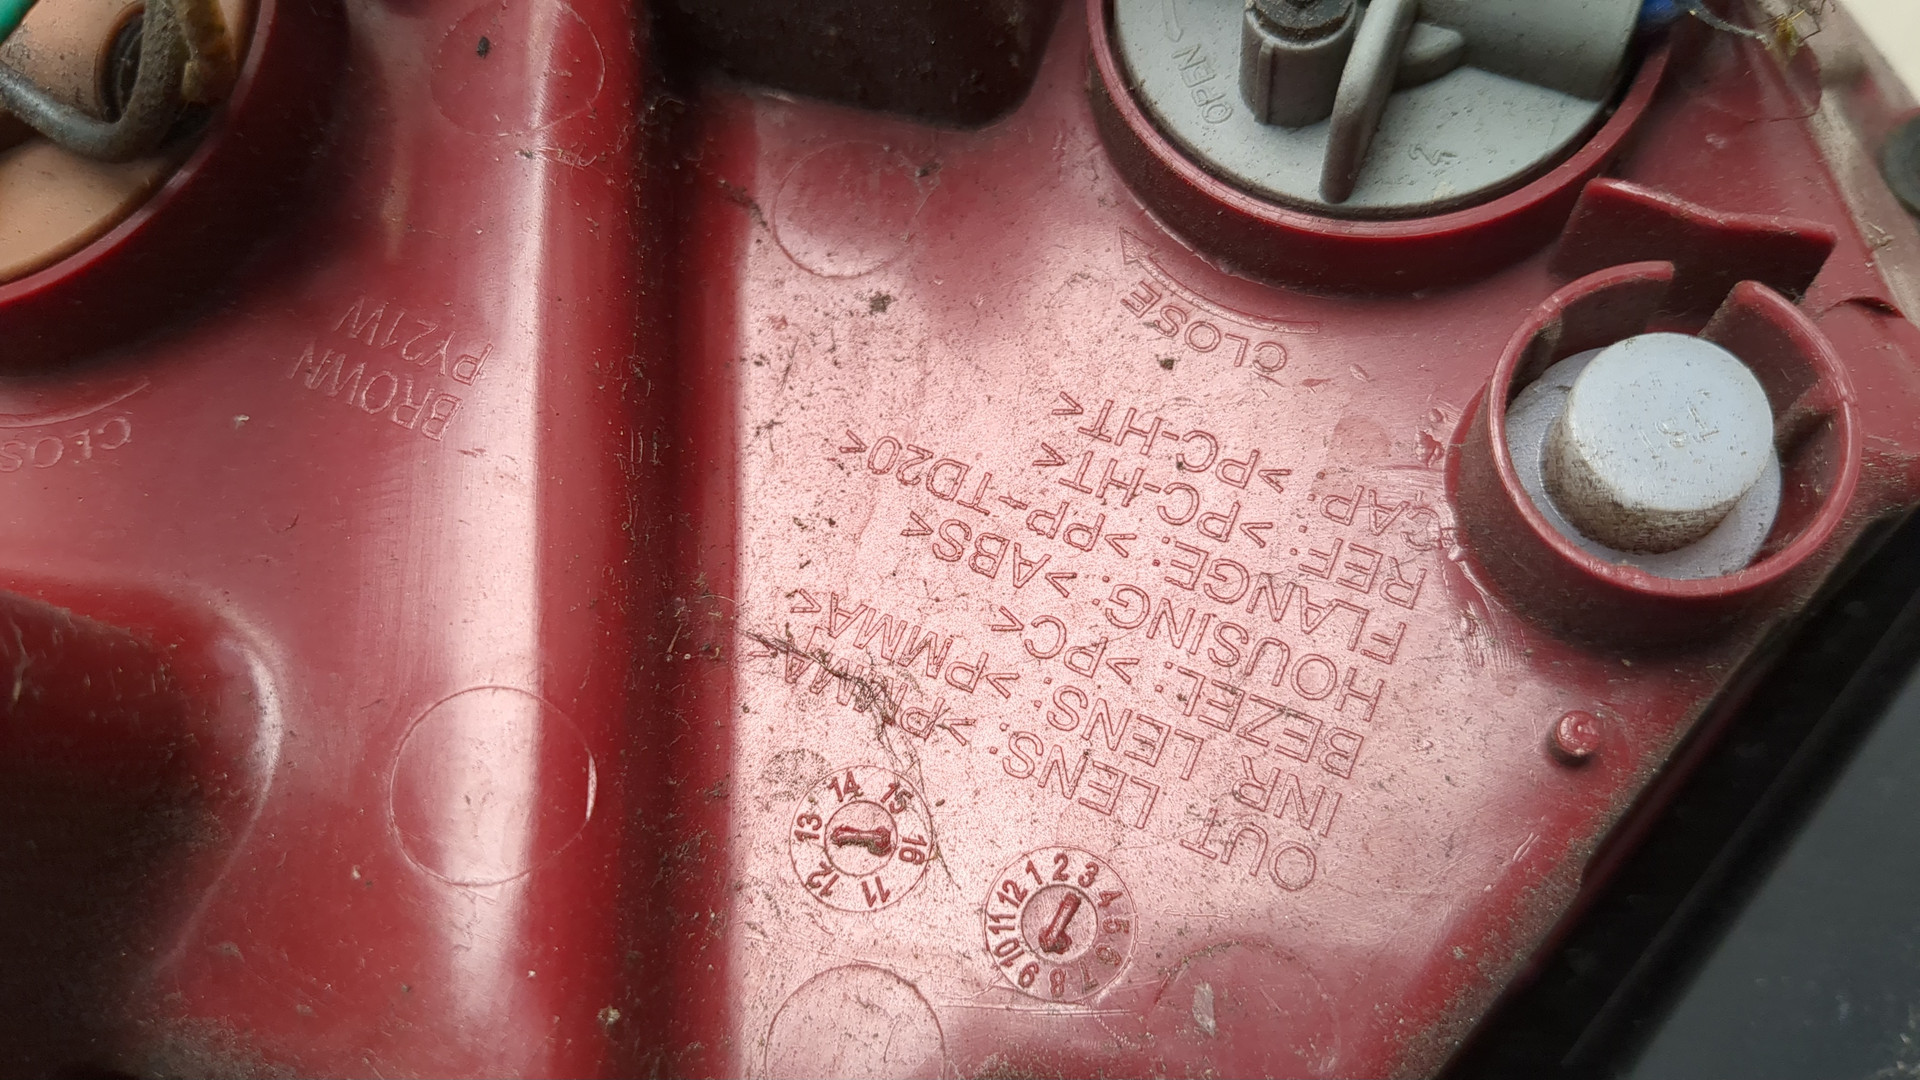 OUT LENS: >PMMA<
INR LENS: >PMMA<
BEZEL: >PC<
HOUSING: >ABS<
FLANGE: >PP-TD20<
REF.: >PC-HT<
CAP: >PC-HT<
CLOSE
OPEN
BROWN
PY21W
CLOS
11 12 13 14 15 16
1 2 3 4 5 6 7 8 9 10 11 12